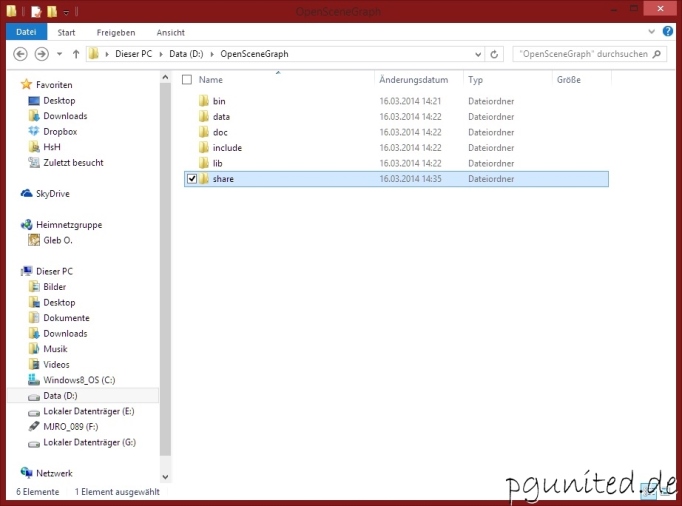 OpenSceneGraph
Datei Start Freigeben Ansicht
Dieser PC Data (D:) OpenSceneGraph "OpenSceneGraph" durchsuchen
Name Änderungsdatum Typ Größe
Favoriten
Desktop
Downloads
Dropbox
HsH
Zuletzt besucht
SkyDrive
Heimnetzgruppe
Gleb O.
Dieser PC
Bilder
Desktop
Dokumente
Downloads
Musik
Videos
Windows8_OS (C:)
Data (D:)
Lokaler Datenträger (E:)
MJRO_089 (F:)
Lokaler Datenträger (G:)
Netzwerk
bin 16.03.2014 14:21 Dateiordner
data 16.03.2014 14:22 Dateiordner
doc 16.03.2014 14:22 Dateiordner
include 16.03.2014 14:22 Dateiordner
lib 16.03.2014 14:22 Dateiordner
share 16.03.2014 14:35 Dateiordner
6 Elemente 1 Element ausgewählt
pgunited.de